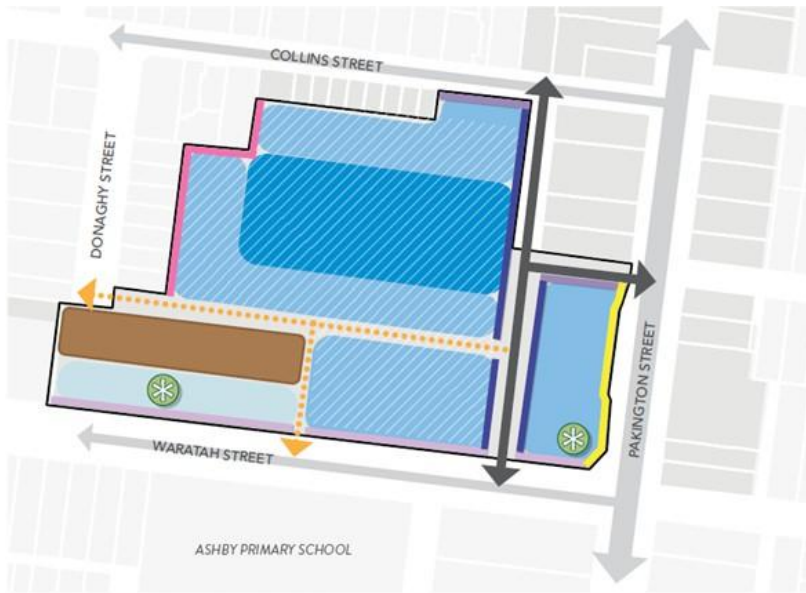 COLLINS STREET
DONAGHY STREET
PAKINGTON STREET
WARATAH STREET
ASHBY PRIMARY SCHOOL